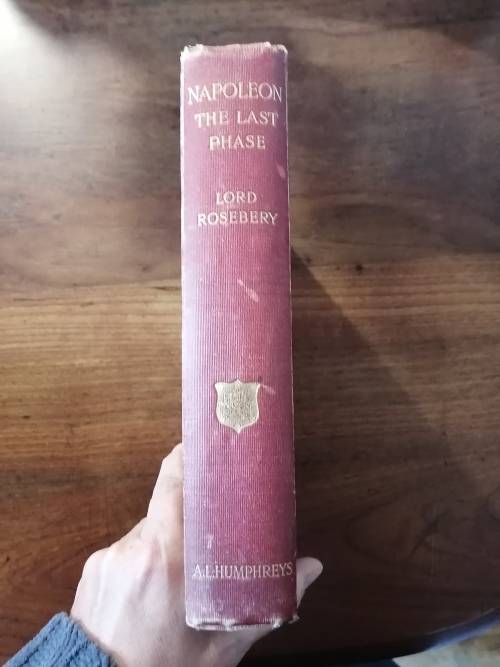 NAPOLEON
THE LAST
PHASE
LORD
ROSEBERY
A.L.HUMPHREYS